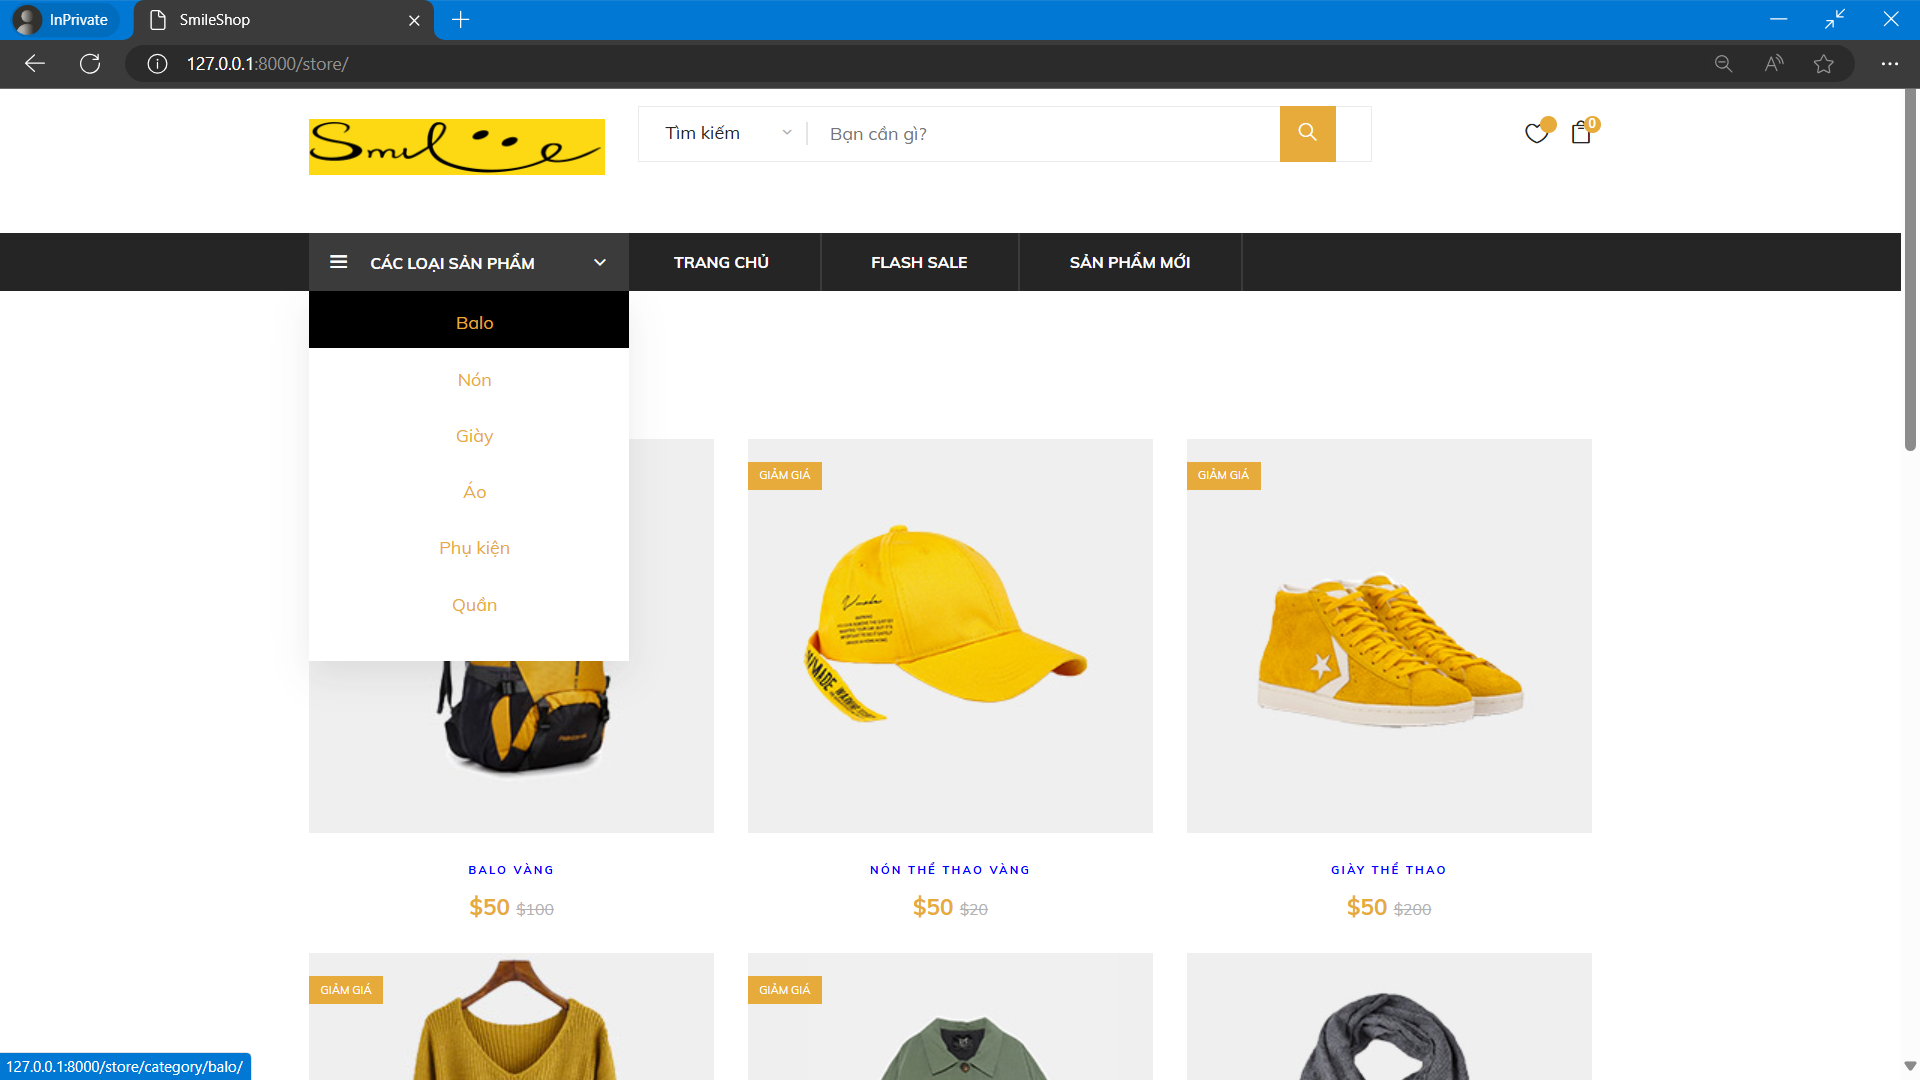 InPrivate
SmileShop
127.0.0.1:8000/store/
Smile
Tìm kiếm
Bạn cần gì?
0
CÁC LOẠI SẢN PHẨM
TRANG CHỦ
FLASH SALE
SẢN PHẨM MỚI
Balo
Nón
Giày
Áo
Phụ kiện
Quần
GIẢM GIÁ
GIẢM GIÁ
BALO VÀNG
NÓN THỂ THAO VÀNG
GIÀY THỂ THAO
$50 $100
$50 $20
$50 $200
GIẢM GIÁ
GIẢM GIÁ
127.0.0.1:8000/store/category/balo/